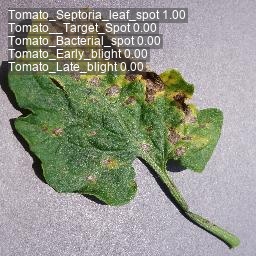 Tomato_Septoria_leaf_spot 1.00
Tomato__Target_Spot 0.00
Tomato_Bacterial_spot 0.00
Tomato_Early_blight 0.00
Tomato_Late_blight 0.00